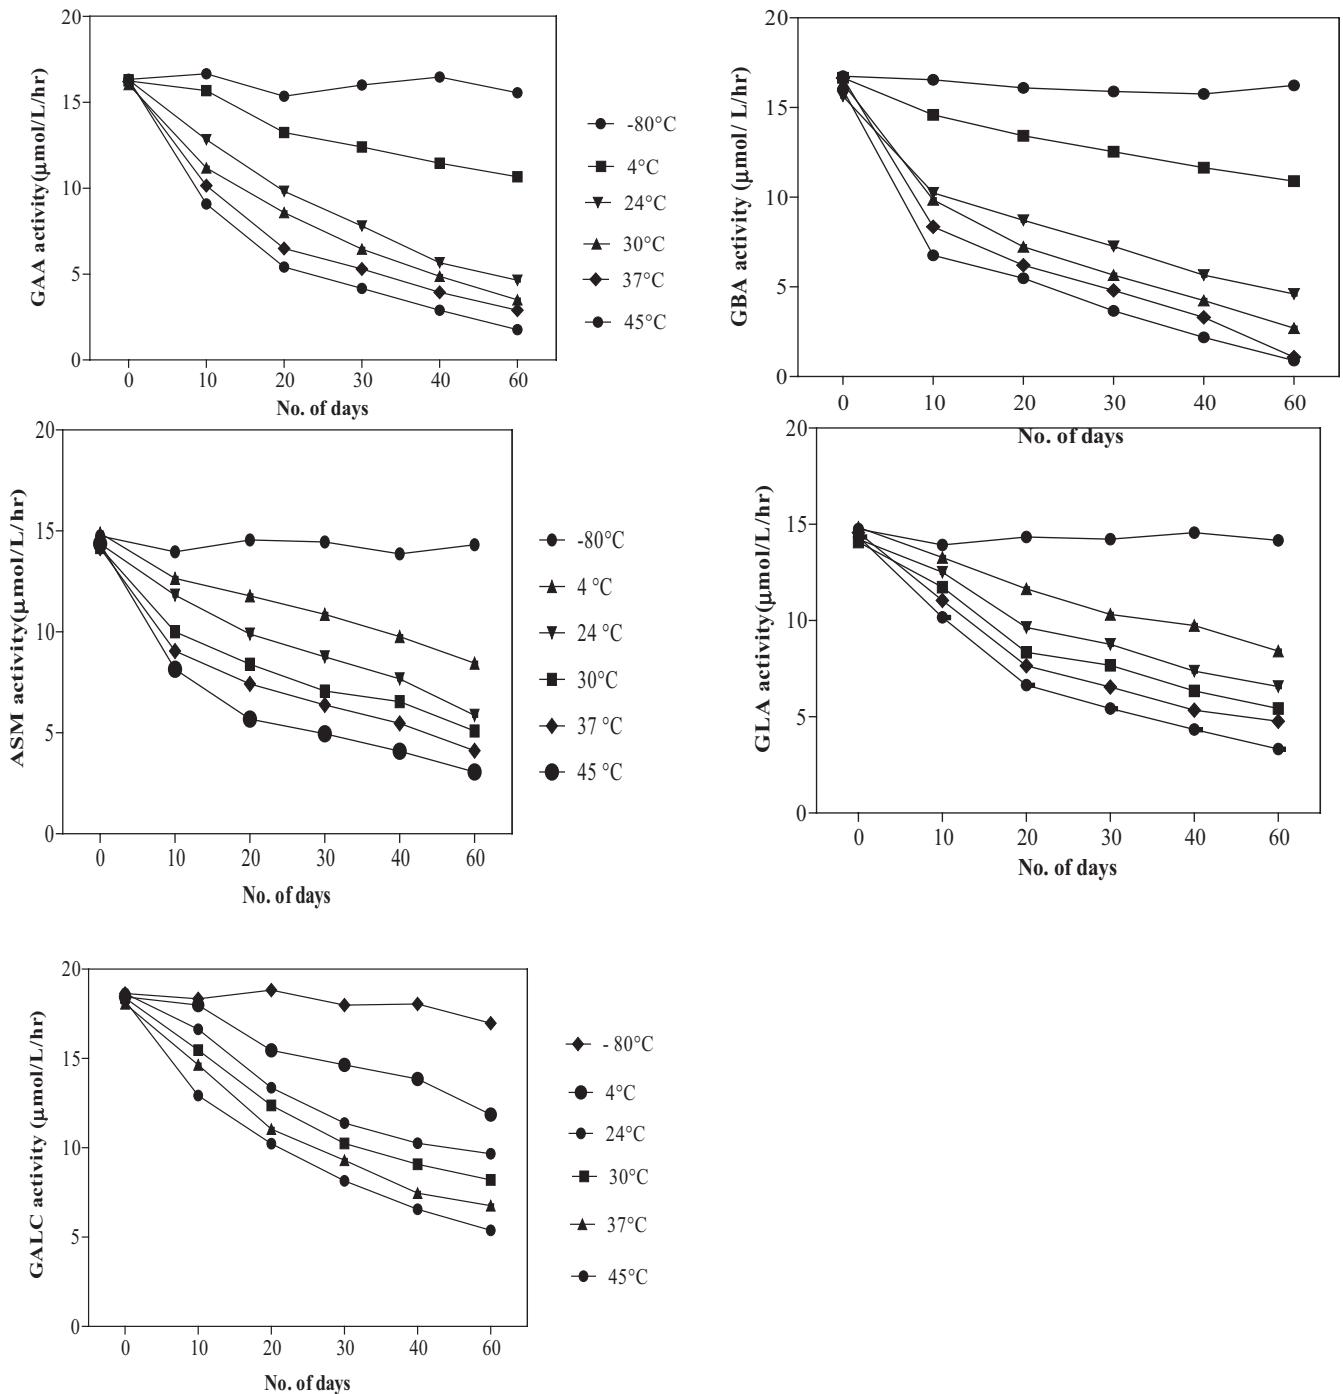 20
15
10
5
0
GAA activity(μmol/L/hr)
0 10 20 30 40 60
No. of days
-80°C
4°C
24°C
30°C
37°C
45°C
20
15
10
5
0
GBA activity (μmol/ L/hr)
0 10 20 30 40 60
No. of days
20
15
10
5
0
ASM activity(μmol/L/hr)
0 10 20 30 40 60
No. of days
-80°C
4 °C
24 °C
30°C
37 °C
45 °C
20
15
10
5
0
GLA activity(μmol/L/hr)
0 10 20 30 40 60
No. of days
20
15
10
5
0
GALC activity (μmol/L/hr)
0 10 20 30 40 60
No. of days
- 80°C
4°C
24°C
30°C
37°C
45°C